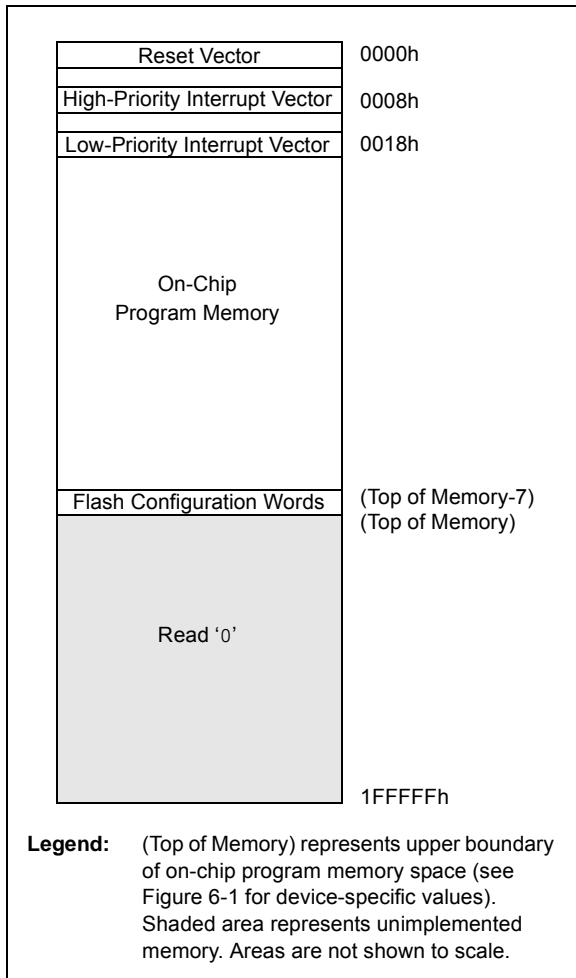 Reset Vector 0000h
High-Priority Interrupt Vector 0008h
Low-Priority Interrupt Vector 0018h
On-Chip
Program Memory
Flash Configuration Words (Top of Memory-7)
(Top of Memory)
Read ‘0’
1FFFFFh
Legend: (Top of Memory) represents upper boundary
of on-chip program memory space (see
Figure 6-1 for device-specific values).
Shaded area represents unimplemented
memory. Areas are not shown to scale.